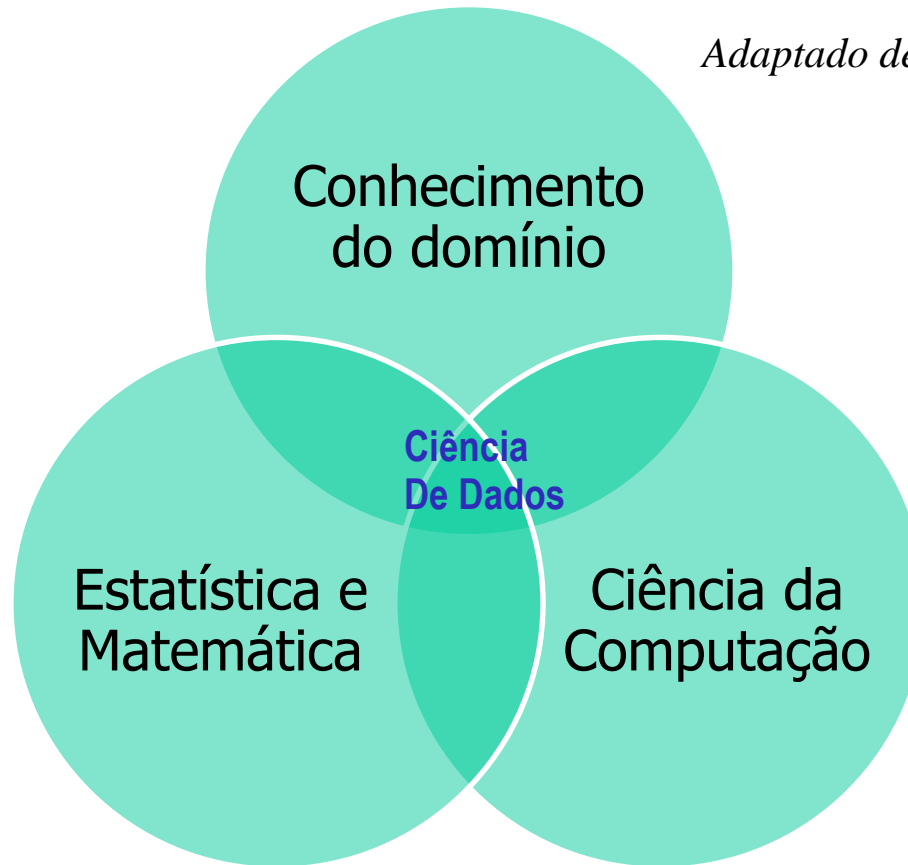 Adaptado de
Conhecimento
do domínio
Ciência
De Dados
Estatística e
Matemática
Ciência da
Computação